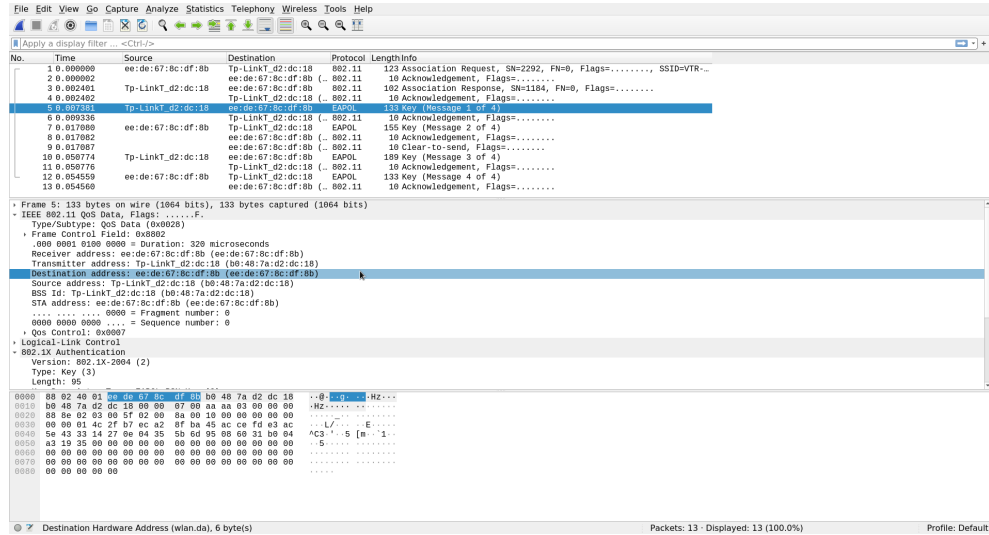 File Edit View Go Capture Analyze Statistics Telephony Wireless Tools Help
Apply a display filter ... <Ctrl-/>
No. Time Source Destination Protocol Length Info
1 0.000000 ee:de:67:8c:df:8b Tp-LinkT_d2:dc:18 802.11 123 Association Request, SN=2292, FN=0, Flags=........, SSID=VTR-…
2 0.000002 ee:de:67:8c:df:8b (… 802.11 10 Acknowledgement, Flags=........
3 0.002401 Tp-LinkT_d2:dc:18 ee:de:67:8c:df:8b 802.11 102 Association Response, SN=1184, FN=0, Flags=........
4 0.002402 Tp-LinkT_d2:dc:18 (… 802.11 10 Acknowledgement, Flags=........
5 0.007381 Tp-LinkT_d2:dc:18 ee:de:67:8c:df:8b EAPOL 133 Key (Message 1 of 4)
6 0.009336 Tp-LinkT_d2:dc:18 (… 802.11 10 Acknowledgement, Flags=........
7 0.017080 ee:de:67:8c:df:8b Tp-LinkT_d2:dc:18 EAPOL 155 Key (Message 2 of 4)
8 0.017082 ee:de:67:8c:df:8b (… 802.11 10 Acknowledgement, Flags=........
9 0.017087 ee:de:67:8c:df:8b (… 802.11 10 Clear-to-send, Flags=........
10 0.050774 Tp-LinkT_d2:dc:18 ee:de:67:8c:df:8b EAPOL 189 Key (Message 3 of 4)
11 0.050776 Tp-LinkT_d2:dc:18 (… 802.11 10 Acknowledgement, Flags=........
12 0.054559 ee:de:67:8c:df:8b Tp-LinkT_d2:dc:18 EAPOL 133 Key (Message 4 of 4)
13 0.054560 ee:de:67:8c:df:8b (… 802.11 10 Acknowledgement, Flags=........
Frame 5: 133 bytes on wire (1064 bits), 133 bytes captured (1064 bits)
IEEE 802.11 QoS Data, Flags: ......F.
Type/Subtype: QoS Data (0x0028)
Frame Control Field: 0x8802
.000 0001 0100 0000 = Duration: 320 microseconds
Receiver address: ee:de:67:8c:df:8b (ee:de:67:8c:df:8b)
Transmitter address: Tp-LinkT_d2:dc:18 (b0:48:7a:d2:dc:18)
Destination address: ee:de:67:8c:df:8b (ee:de:67:8c:df:8b)
Source address: Tp-LinkT_d2:dc:18 (b0:48:7a:d2:dc:18)
BSS Id: Tp-LinkT_d2:dc:18 (b0:48:7a:d2:dc:18)
STA address: ee:de:67:8c:df:8b (ee:de:67:8c:df:8b)
.... .... .... 0000 = Fragment number: 0
0000 0000 0000 .... = Sequence number: 0
Qos Control: 0x0007
Logical-Link Control
802.1X Authentication
Version: 802.1X-2004 (2)
Type: Key (3)
Length: 95
0000 88 02 40 01 ee de 67 8c df 8b b0 48 7a d2 dc 18 ··@···g· ···Hz···
0010 b0 48 7a d2 dc 18 00 00 07 00 aa aa 03 00 00 00 ·Hz····· ········
0020 88 8e 02 03 00 5f 02 00 8a 00 10 00 00 00 00 00 ·····_·· ········
0030 00 00 01 4c 2f b7 ec a2 8f ba 45 ac ce fd e3 ac ···L/··· ··E·····
0040 5e 43 33 14 27 0e 04 35 5b 6d 95 08 60 31 b0 04 ^C3·'··5 [m··`1··
0050 a3 19 35 00 00 00 00 00 00 00 00 00 00 00 00 00 ··5····· ········
0060 00 00 00 00 00 00 00 00 00 00 00 00 00 00 00 00 ········ ········
0070 00 00 00 00 00 00 00 00 00 00 00 00 00 00 00 00 ········ ········
0080 00 00 00 00 00 ·····
Destination Hardware Address (wlan.da), 6 byte(s) Packets: 13 · Displayed: 13 (100.0%) Profile: Default